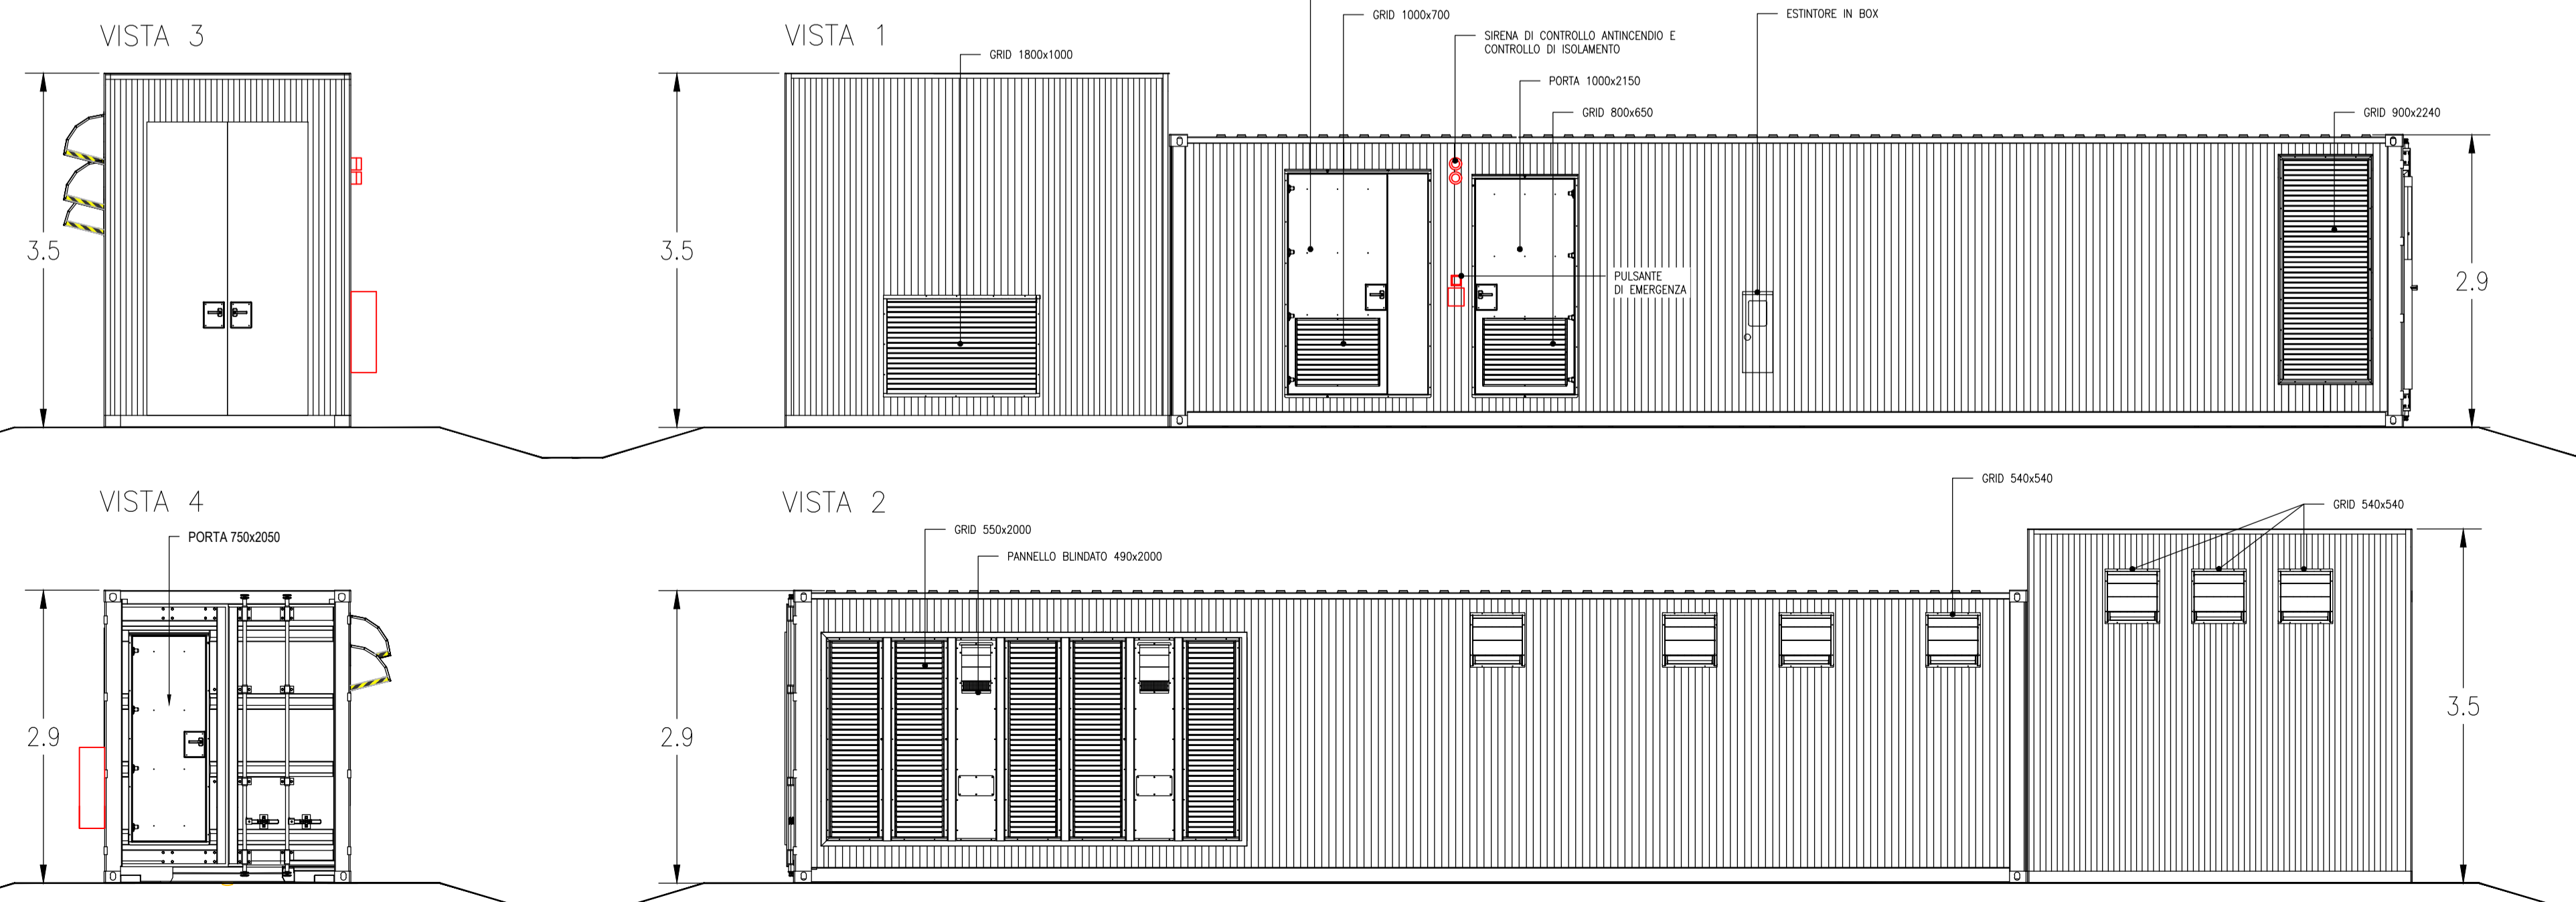 VISTA 3
3.5
VISTA 1
GRID 1800x1000
GRID 1000x700
SIRENA DI CONTROLLO ANTINCENDIO E
CONTROLLO DI ISOLAMENTO
PORTA 1000x2150
GRID 800x650
ESTINTORE IN BOX
GRID 900x2240
3.5
PULSANTE
DI EMERGENZA
2.9
VISTA 4
PORTA 750x2050
2.9
VISTA 2
GRID 550x2000
PANNELLO BLINDATO 490x2000
GRID 540x540
GRID 540x540
2.9
3.5